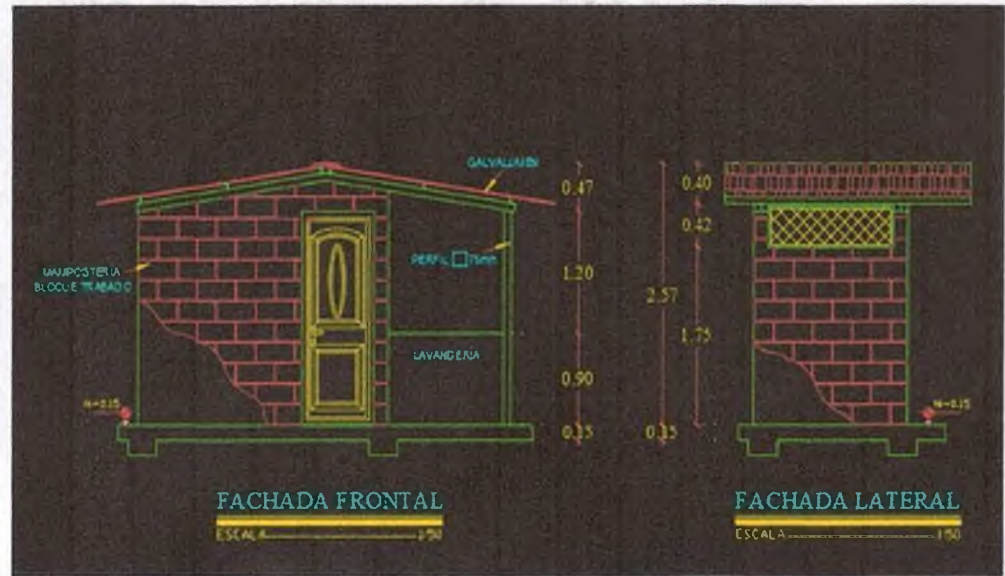 GALVALUMEN
0.47
PERFIL 75mm
1.20
MAMPOSTERIA
BLOQUE TRABADO
LAVANDERIA
0.90
N=0.15
0.15
0.40
0.42
2.57
1.75
0.15
N=0.15
FACHADA FRONTAL
ESCALA 1:50
FACHADA LATERAL
ESCALA 1:50